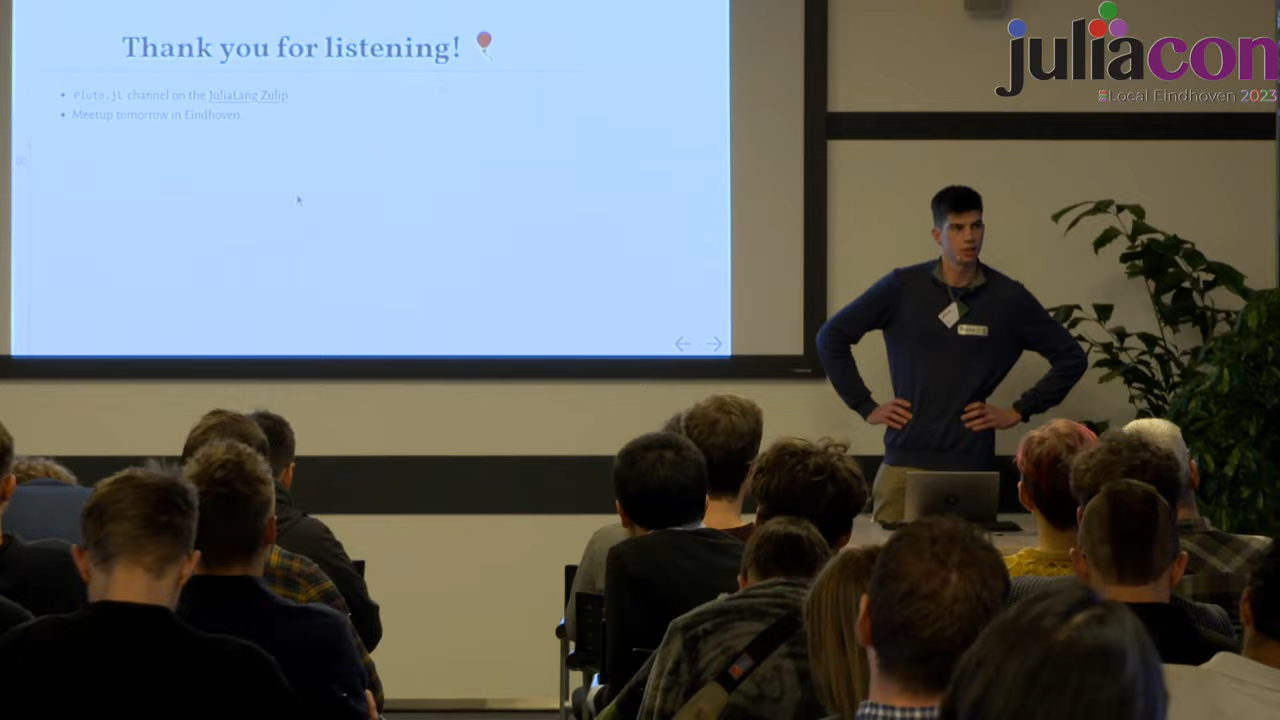 Thank you for listening!
Pluto.jl channel on the JuliaLang Zulip
Meetup tomorrow in Eindhoven.
juliacon
Local Eindhoven 2023